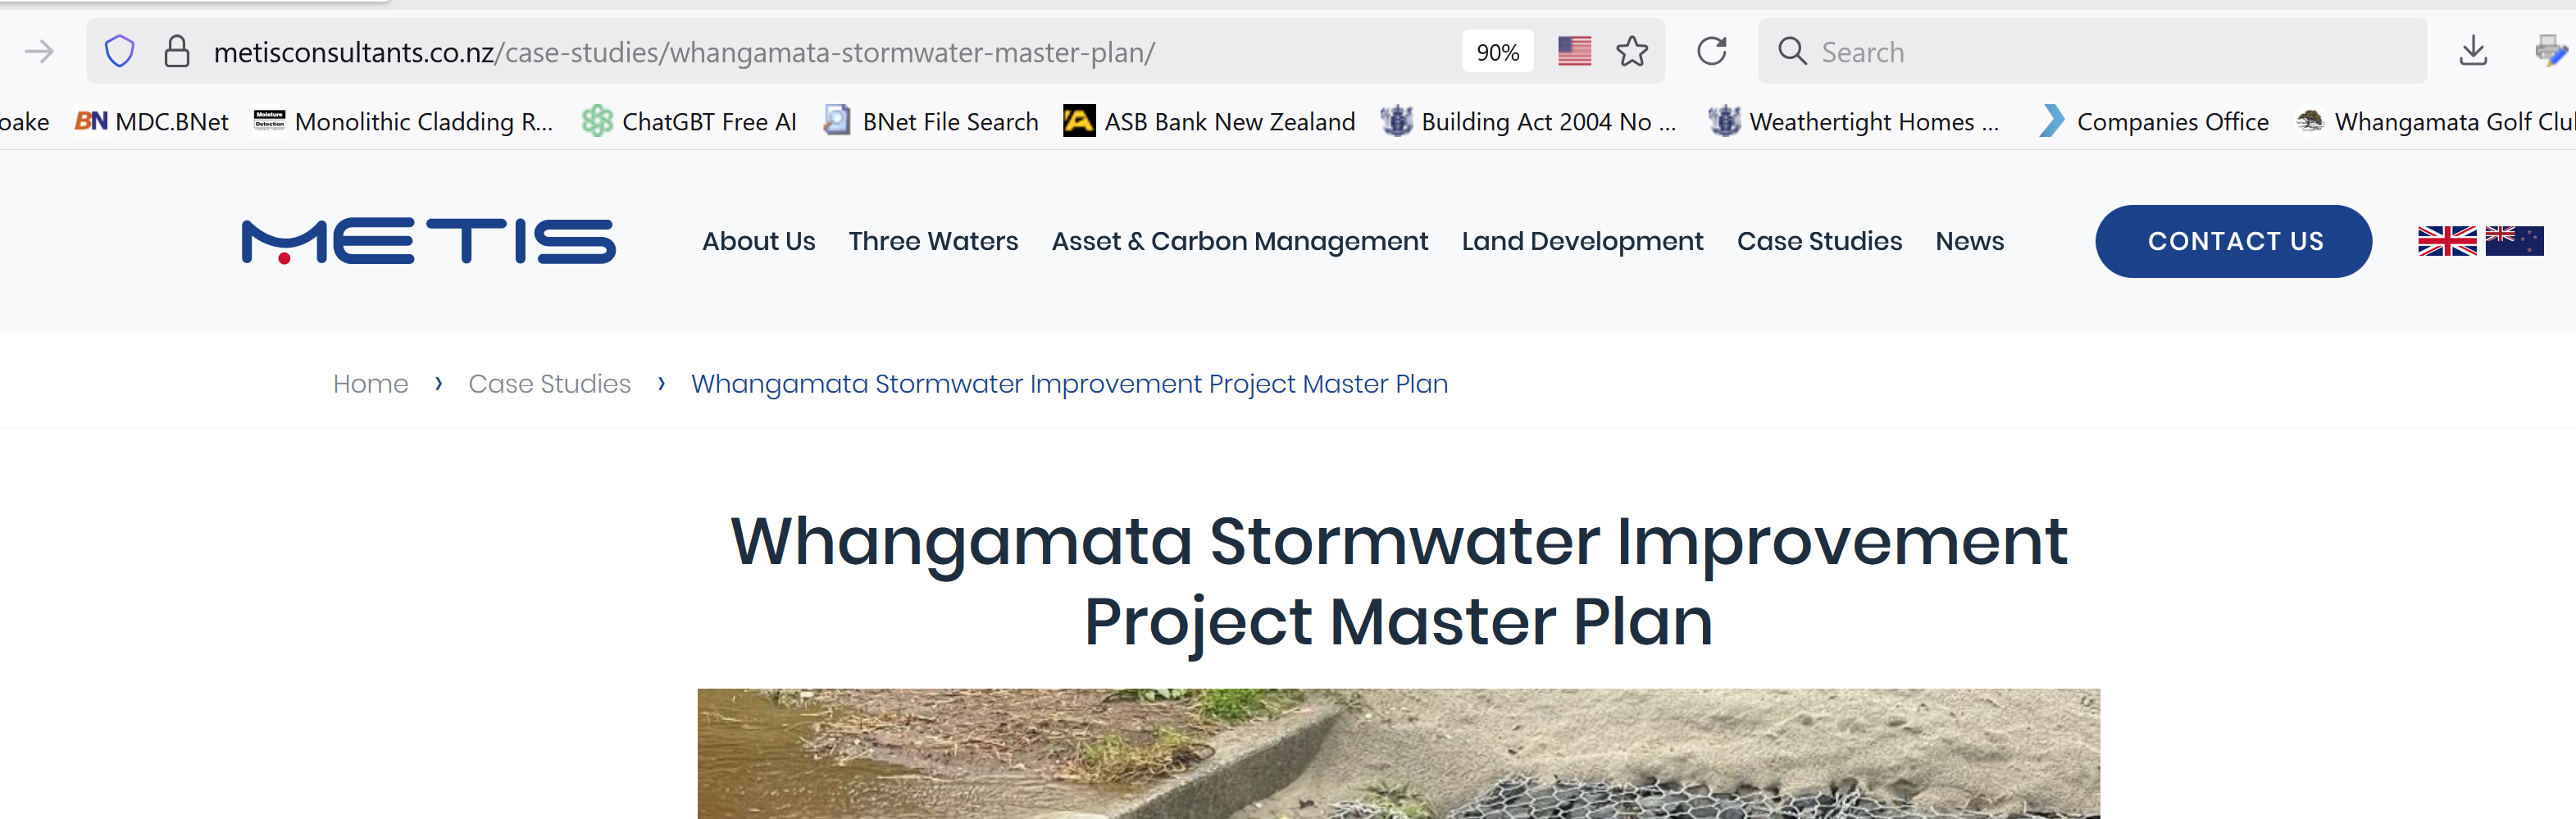 metisconsultants.co.nz/case-studies/whangamata-stormwater-master-plan/ 90% Search
oake BN MDC.BNet Moisture Detection Monolithic Cladding R... ChatGBT Free AI BNet File Search ASB Bank New Zealand Building Act 2004 No ... Weathertight Homes ... Companies Office Whangamata Golf Clu
METIS About Us Three Waters Asset & Carbon Management Land Development Case Studies News CONTACT US
Home › Case Studies › Whangamata Stormwater Improvement Project Master Plan
Whangamata Stormwater Improvement
Project Master Plan